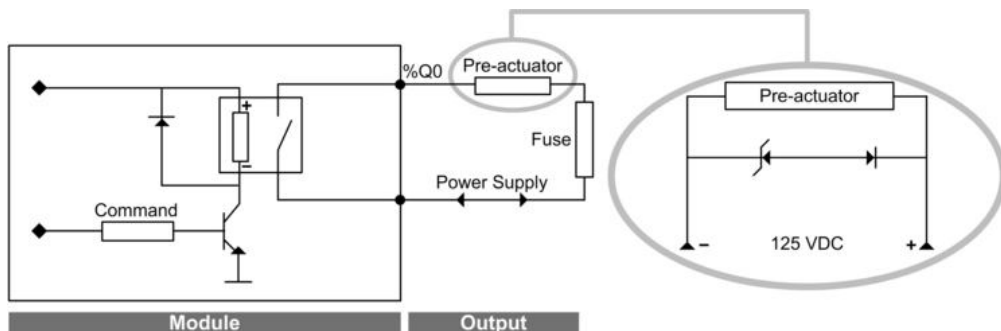 %Q0
Pre-actuator
Pre-actuator
+
Fuse
−
Power Supply
Command
− 125 VDC +
Module
Output